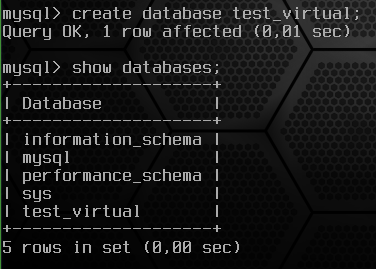 mysql> create database test_virtual;
Query OK, 1 row affected (0,01 sec)
mysql> show databases;
+--------------------+
| Database           |
+--------------------+
| information_schema |
| mysql              |
| performance_schema |
| sys                |
| test_virtual       |
+--------------------+
5 rows in set (0,00 sec)